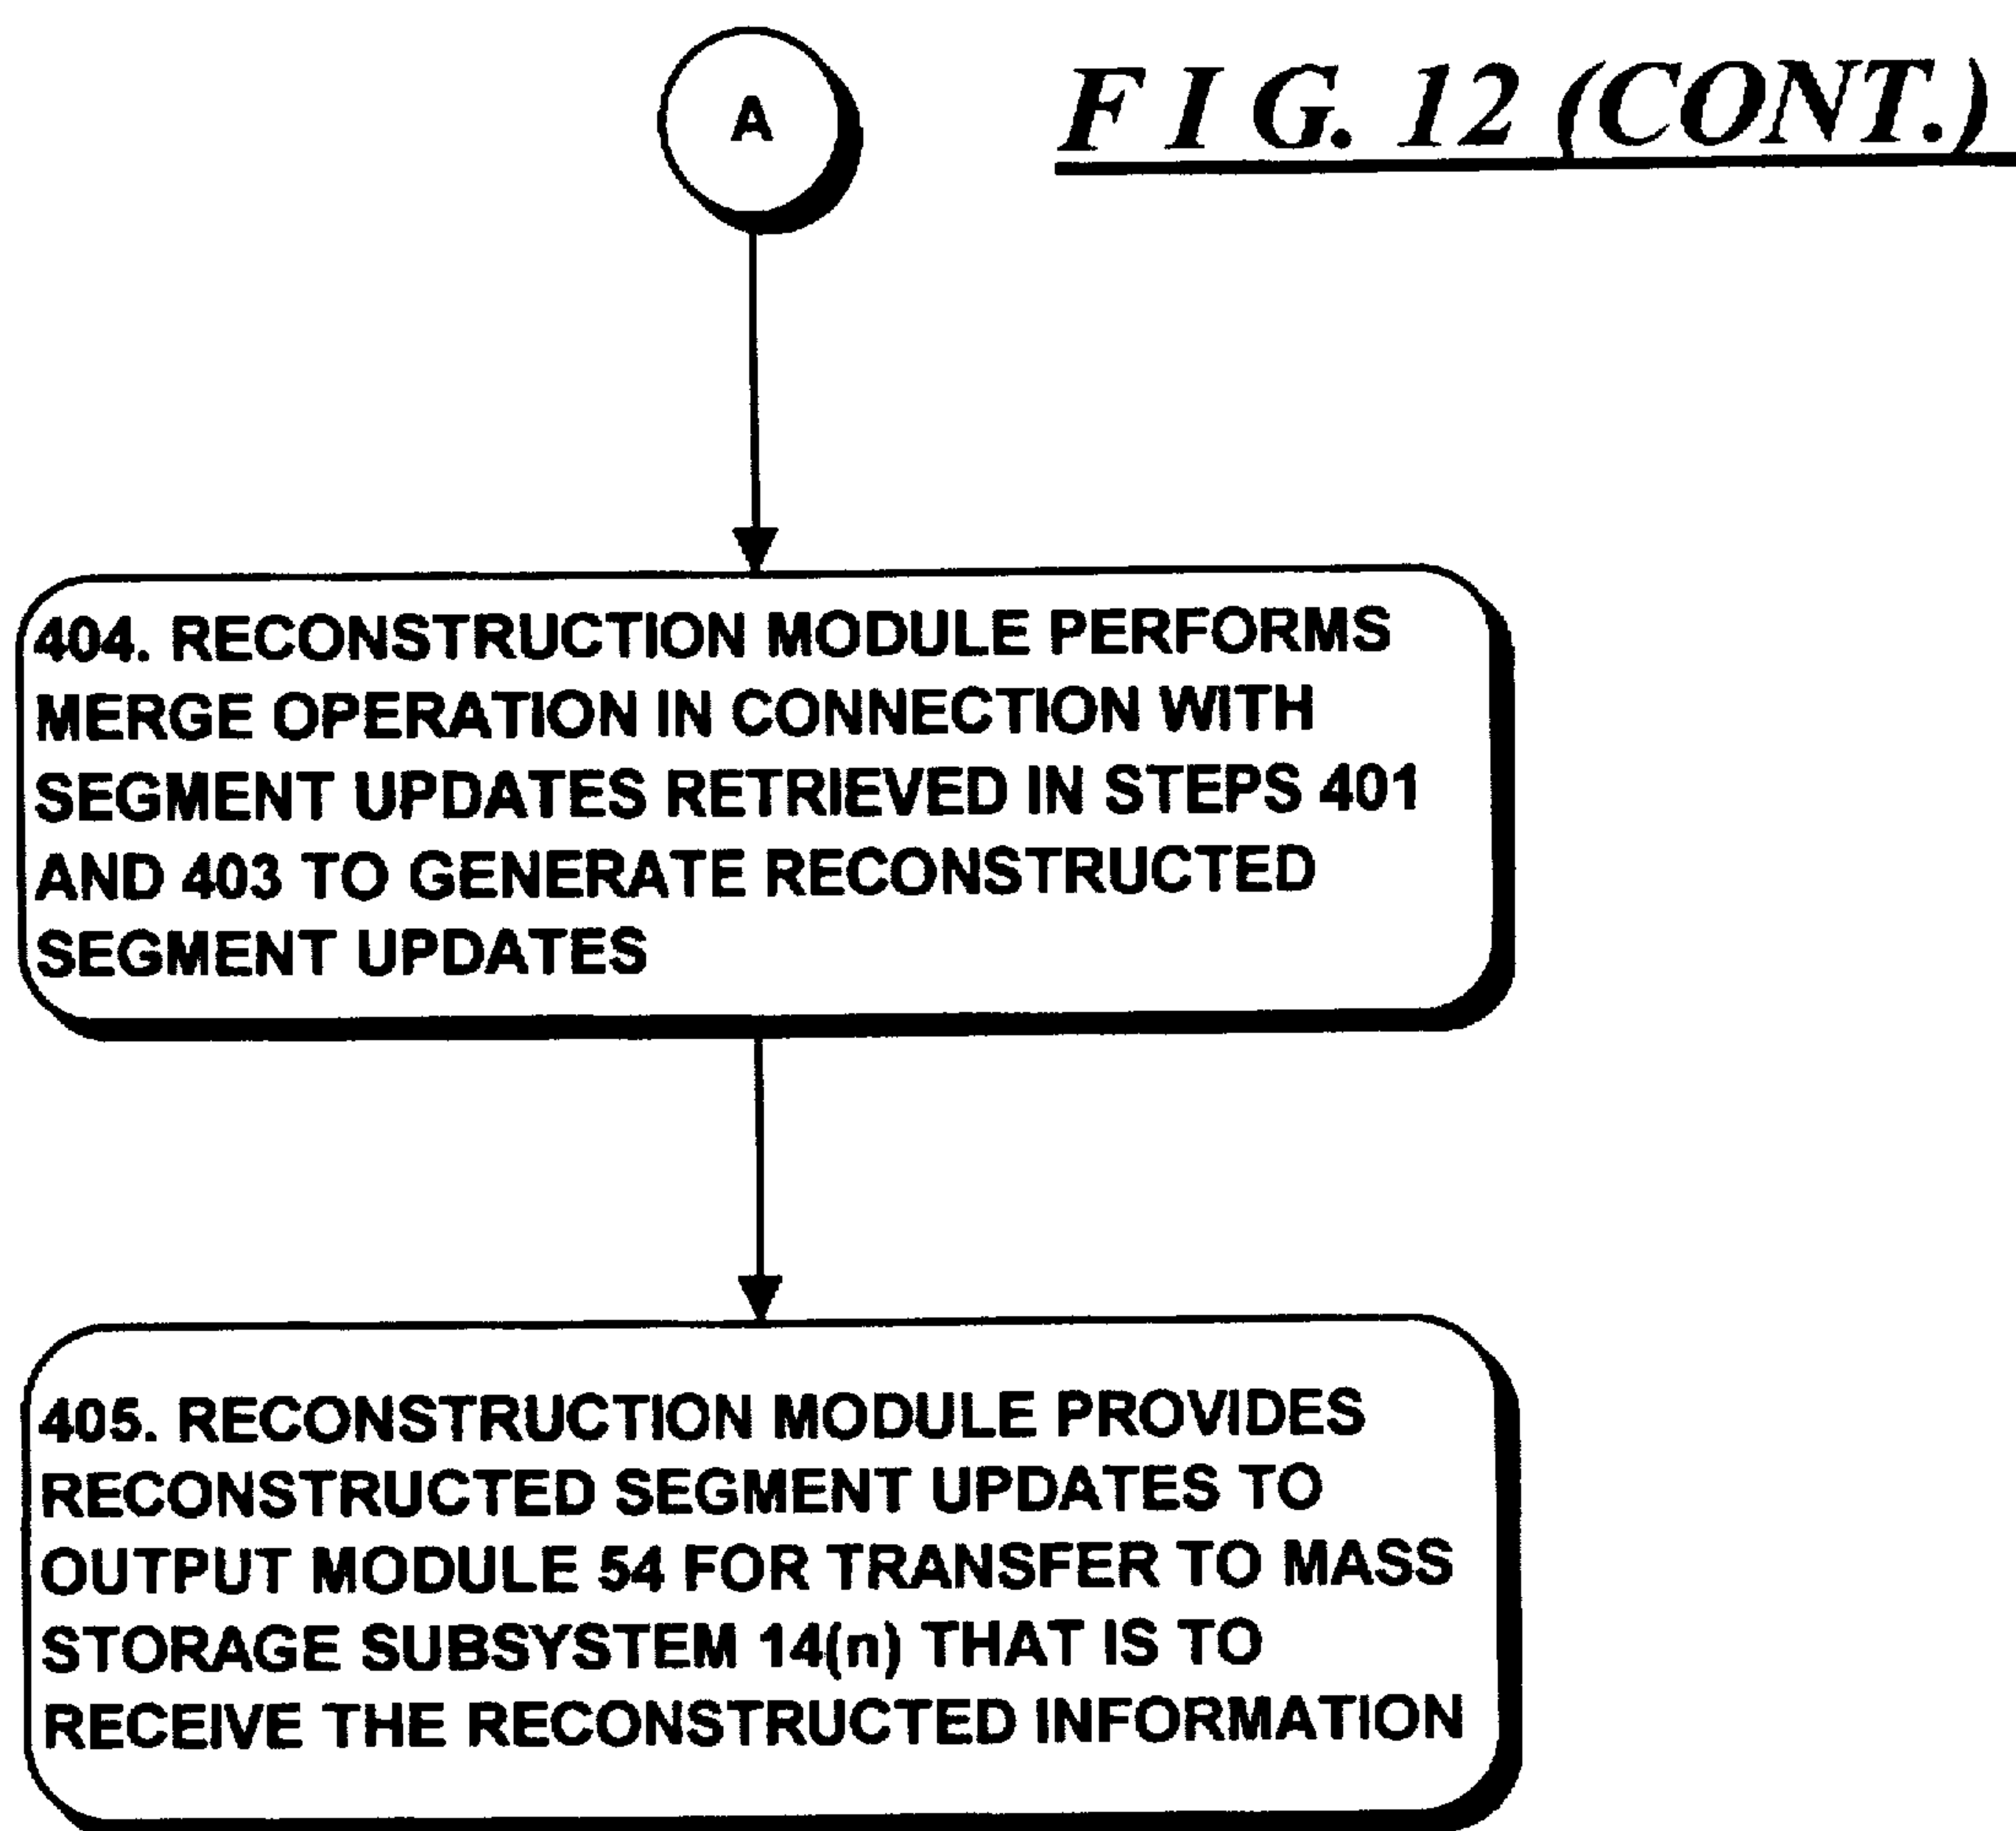 A
FIG. 12 (CONT.)
404. RECONSTRUCTION MODULE PERFORMS
MERGE OPERATION IN CONNECTION WITH
SEGMENT UPDATES RETRIEVED IN STEPS 401
AND 403 TO GENERATE RECONSTRUCTED
SEGMENT UPDATES
405. RECONSTRUCTION MODULE PROVIDES
RECONSTRUCTED SEGMENT UPDATES TO
OUTPUT MODULE 54 FOR TRANSFER TO MASS
STORAGE SUBSYSTEM 14(n) THAT IS TO
RECEIVE THE RECONSTRUCTED INFORMATION